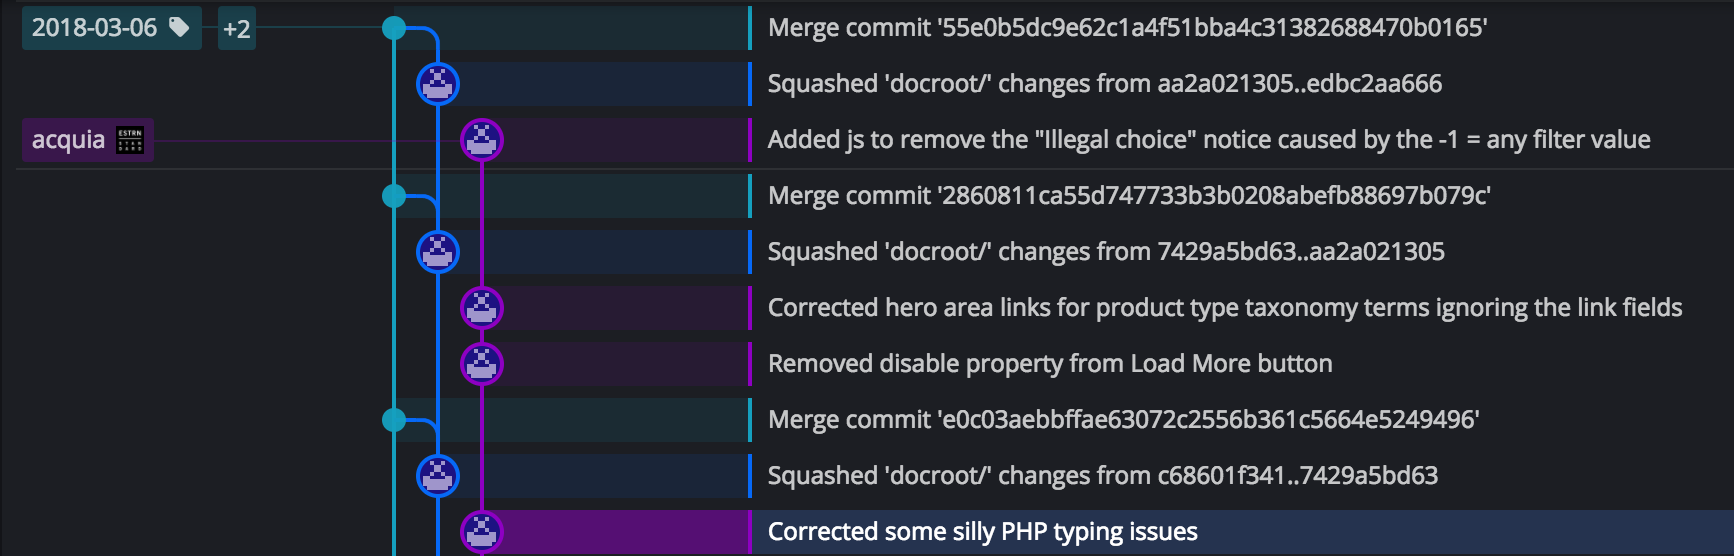 2018-03-06 +2 Merge commit '55e0b5dc9e62c1a4f51bba4c31382688470b0165'
Squashed 'docroot/' changes from aa2a021305..edbc2aa666
acquia ESTRN STAN DARD Added js to remove the "Illegal choice" notice caused by the -1 = any filter value
Merge commit '2860811ca55d747733b3b0208abefb88697b079c'
Squashed 'docroot/' changes from 7429a5bd63..aa2a021305
Corrected hero area links for product type taxonomy terms ignoring the link fields
Removed disable property from Load More button
Merge commit 'e0c03aebbffae63072c2556b361c5664e5249496'
Squashed 'docroot/' changes from c68601f341..7429a5bd63
Corrected some silly PHP typing issues